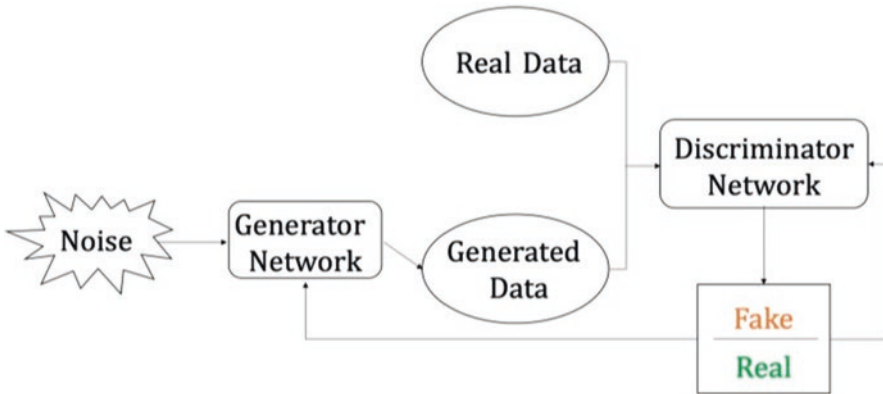 Real Data
Discriminator
Network
Noise
Generator
Network
Generated
Data
Fake
Real